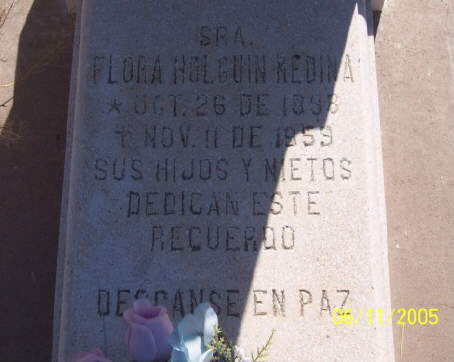 SRA.
FLORA HOLGUIN MEDINA
* OCT. 26 DE 1898
† NOV. 11 DE 1959
SUS HIJOS Y NIETOS
DEDICAN ESTE
RECUERDO
DESCANSE EN PAZ
06/11/2005